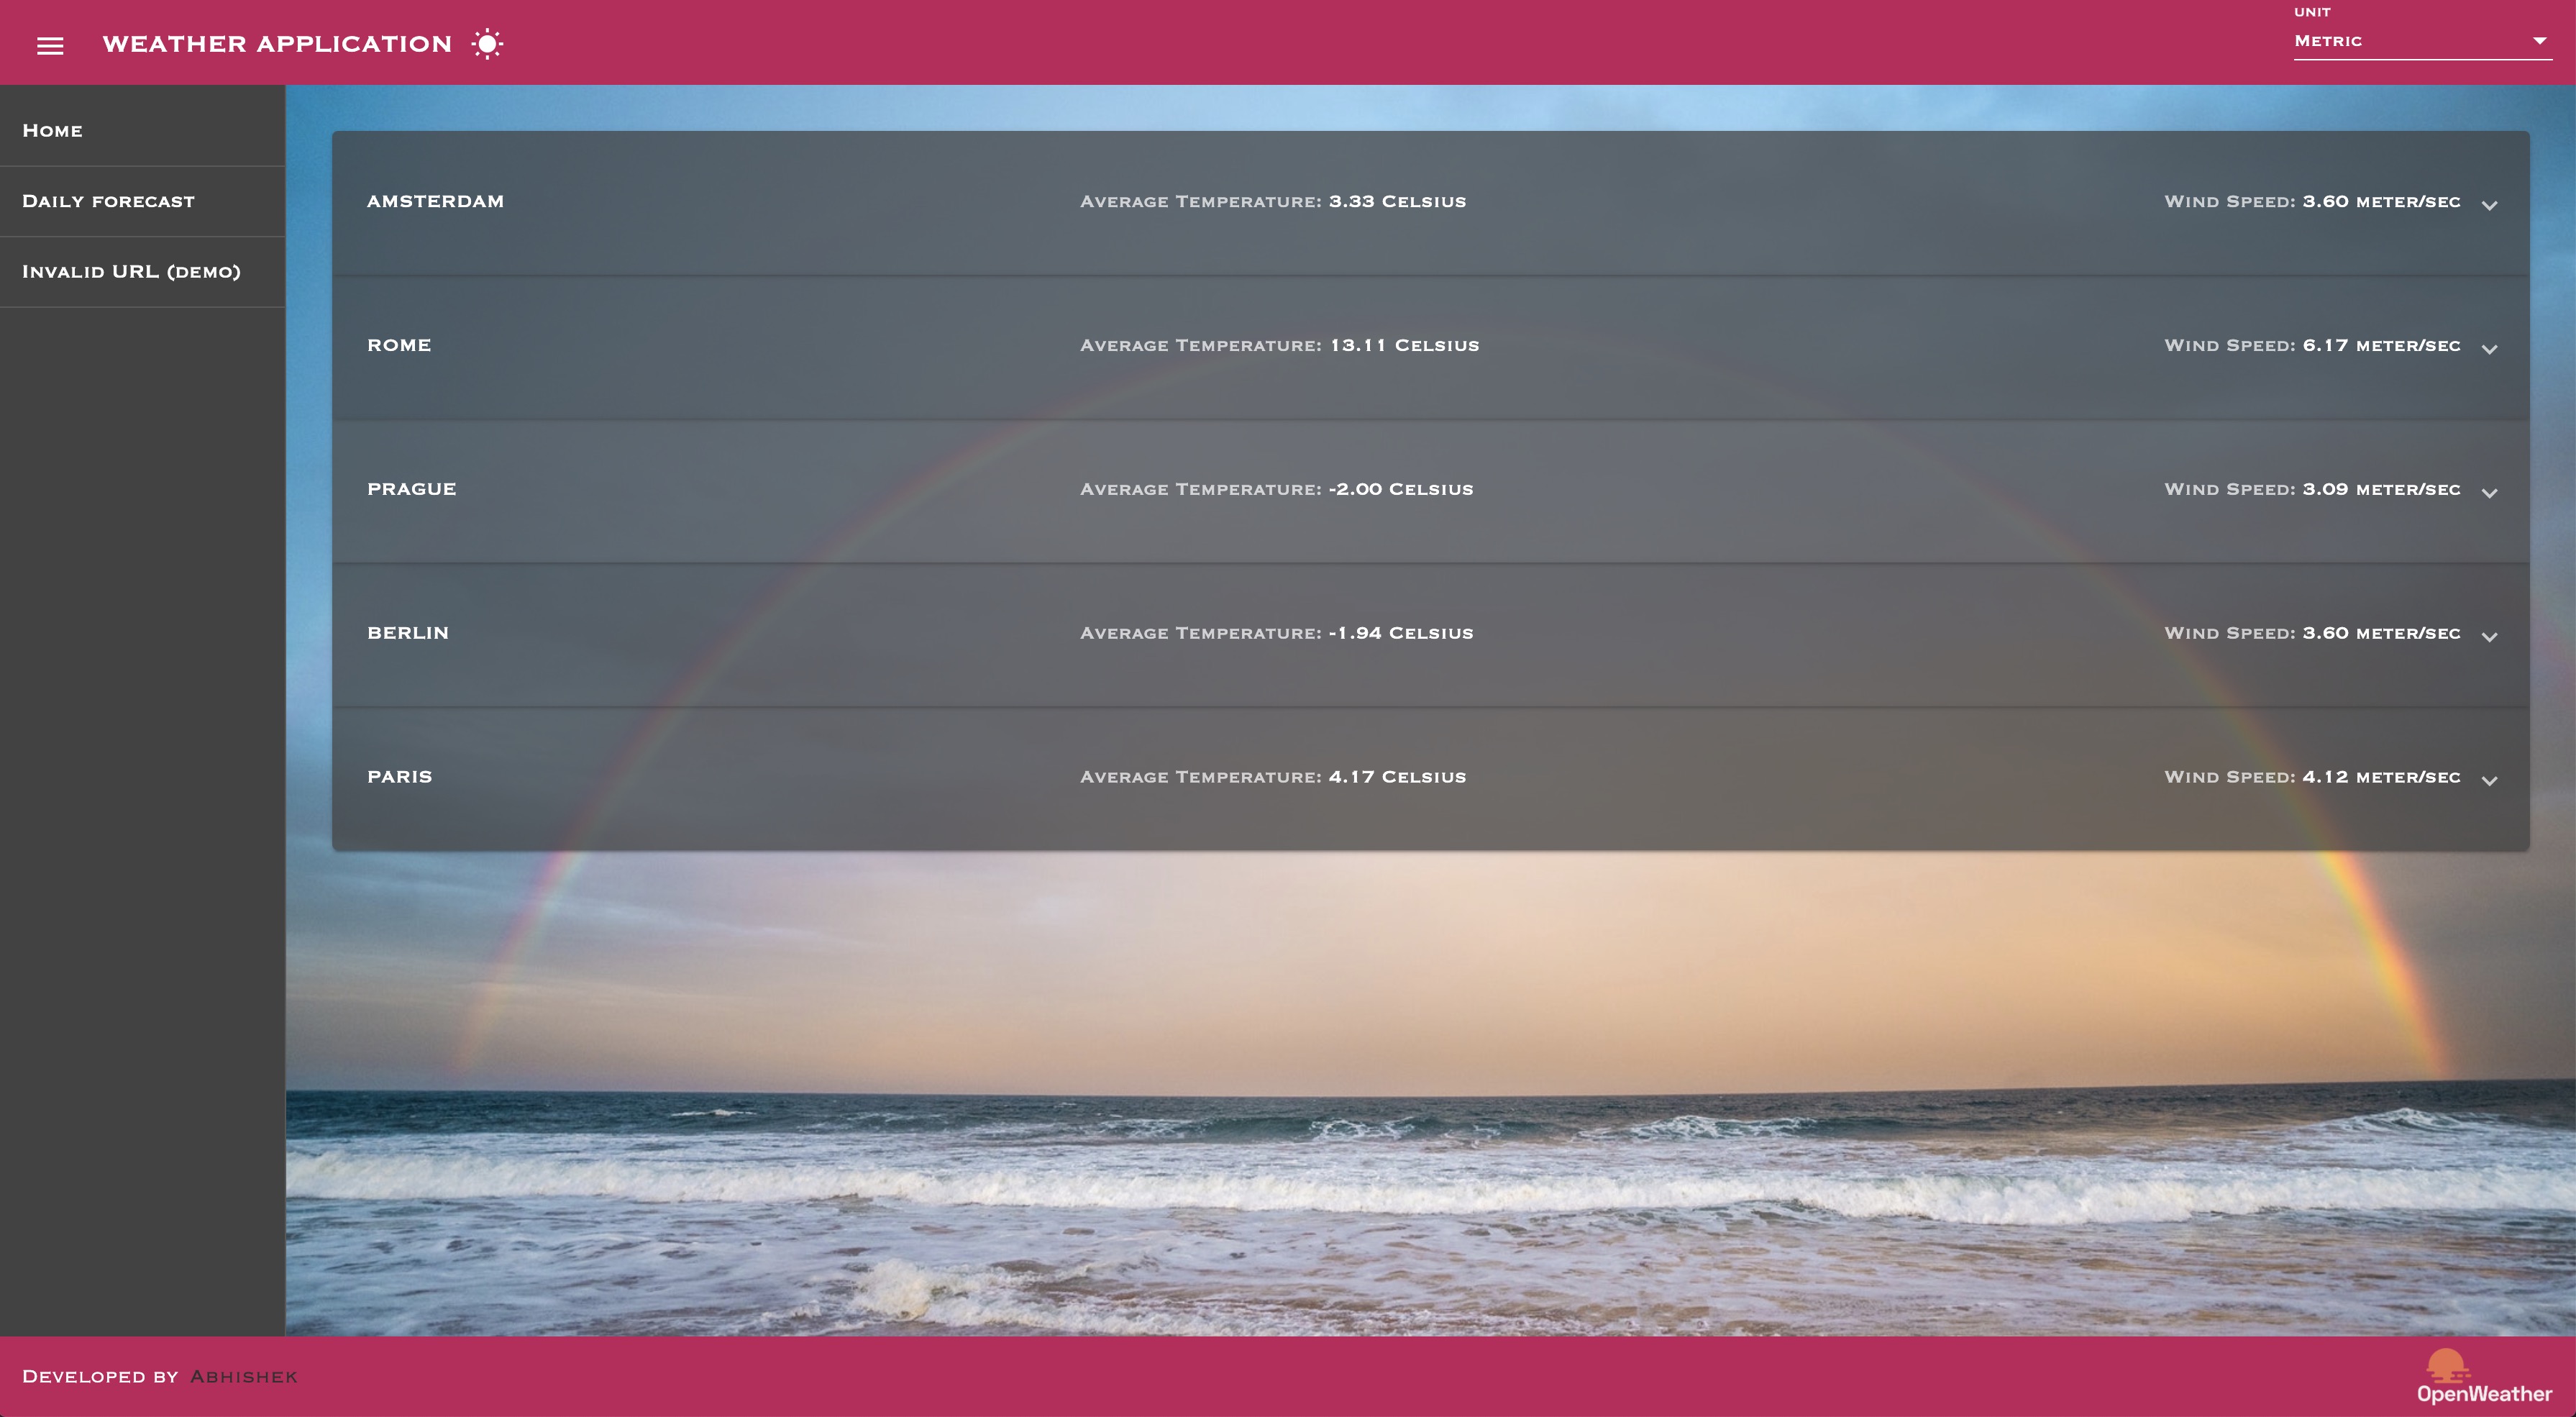 WEATHER APPLICATION
UNIT
METRIC
HOME
DAILY FORECAST
INVALID URL (DEMO)
AMSTERDAM AVERAGE TEMPERATURE: 3.33 CELSIUS WIND SPEED: 3.60 METER/SEC
ROME AVERAGE TEMPERATURE: 13.11 CELSIUS WIND SPEED: 6.17 METER/SEC
PRAGUE AVERAGE TEMPERATURE: -2.00 CELSIUS WIND SPEED: 3.09 METER/SEC
BERLIN AVERAGE TEMPERATURE: -1.94 CELSIUS WIND SPEED: 3.60 METER/SEC
PARIS AVERAGE TEMPERATURE: 4.17 CELSIUS WIND SPEED: 4.12 METER/SEC
DEVELOPED BY ABHISHEK
OpenWeather